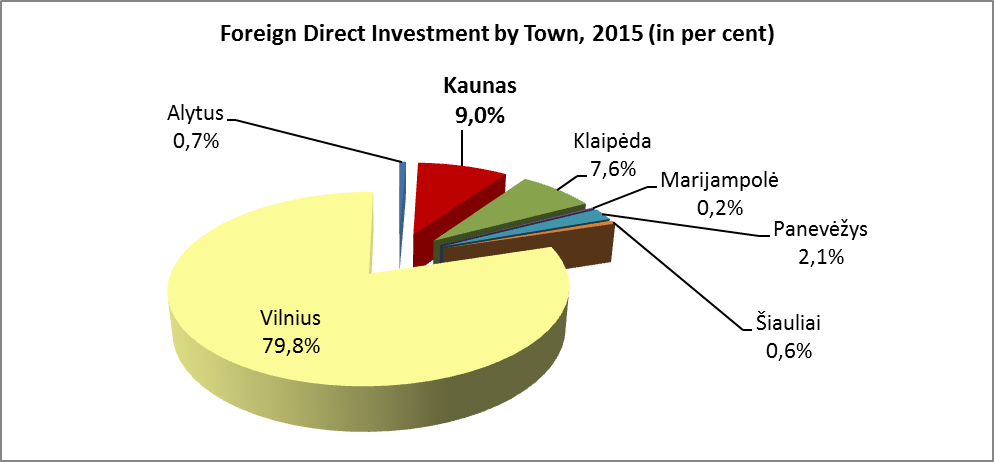 Foreign Direct Investment by Town, 2015 (in per cent)
Alytus
0,7%
Kaunas
9,0%
Klaipėda
7,6%
Marijampolė
0,2%
Panevėžys
2,1%
Šiauliai
0,6%
Vilnius
79,8%